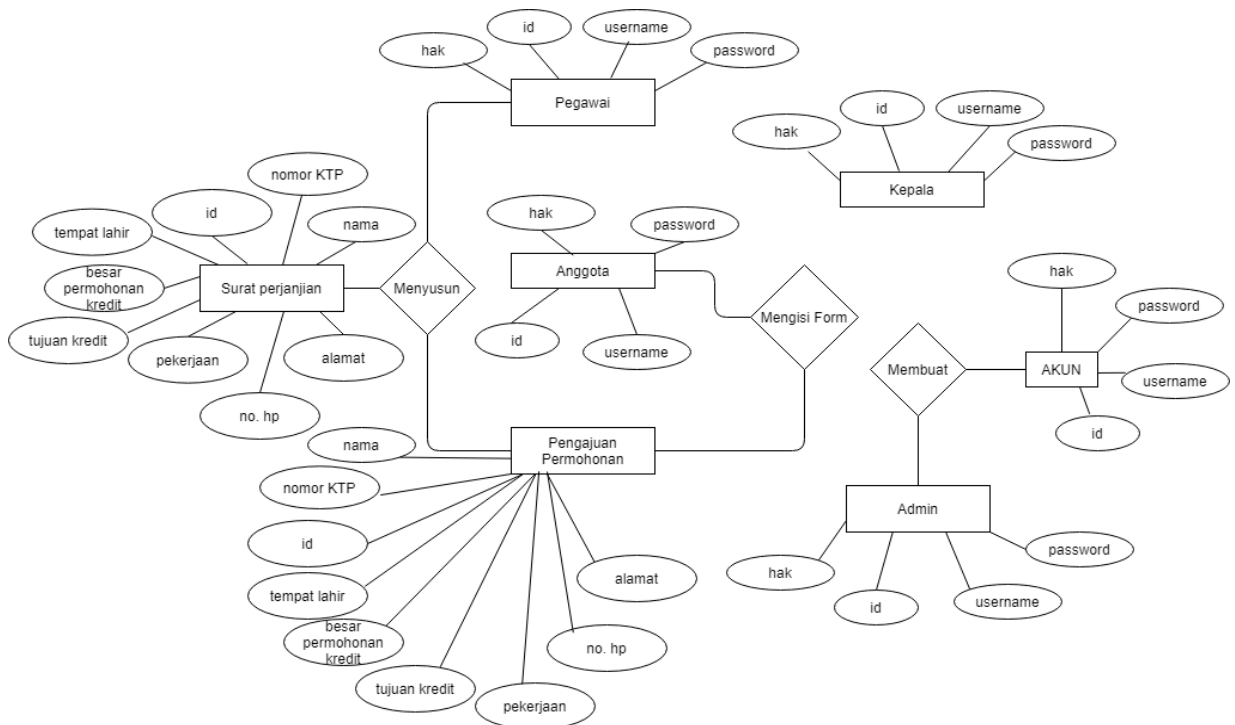 id
username
hak
password
Pegawai
id
username
hak
password
Kepala
nomor KTP
id
nama
tempat lahir
besar
permohonan
kredit
Surat perjanjian
tujuan kredit
pekerjaan
alamat
no. hp
Menyusun
hak
password
Anggota
id
username
Mengisi Form
hak
password
AKUN
username
id
Membuat
nama
Pengajuan
Permohonan
nomor KTP
id
tempat lahir
besar
permohonan
kredit
tujuan kredit
pekerjaan
no. hp
alamat
Admin
hak
id
username
password